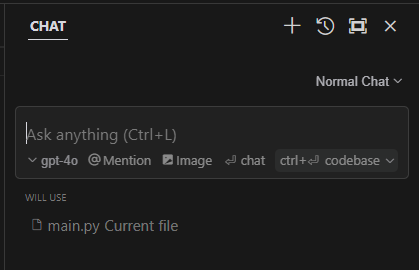 CHAT
Normal Chat
Ask anything (Ctrl+L)
gpt-4o @ Mention Image ⏎ chat ctrl+⏎ codebase
WILL USE
main.py Current file